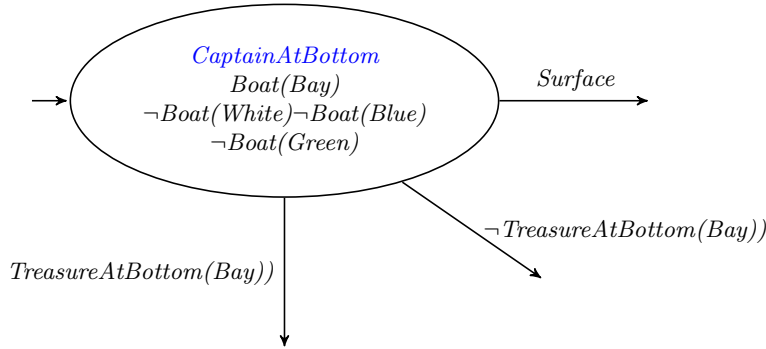 CaptainAtBottom
Boat(Bay)
¬Boat(White)¬Boat(Blue)
¬Boat(Green)
Surface
¬TreasureAtBottom(Bay))
TreasureAtBottom(Bay))